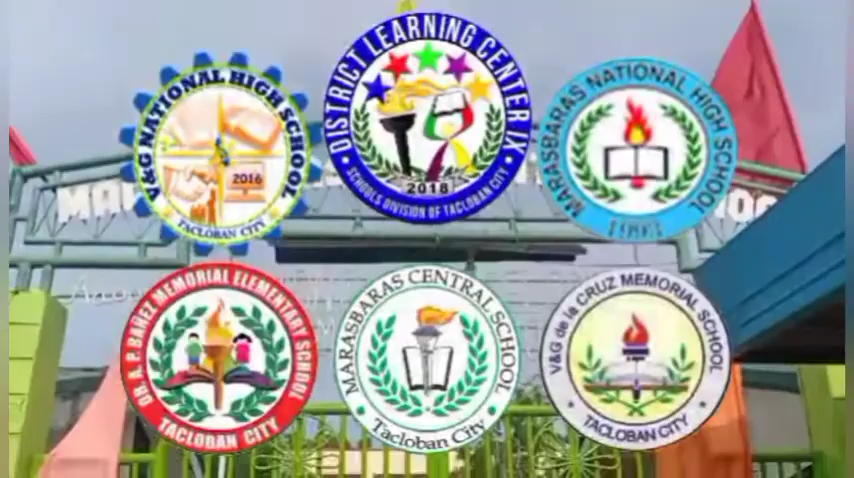 V&G NATIONAL HIGH SCHOOL
2016
TACLOBAN CITY
DISTRICT LEARNING CENTER IX
2018
SCHOOLS DIVISION OF TACLOBAN CITY
MARASBARAS NATIONAL HIGH SCHOOL
DR. A. P. BAÑEZ MEMORIAL ELEMENTARY SCHOOL
TACLOBAN CITY
MARASBARAS CENTRAL SCHOOL
Tacloban City
V&G de la CRUZ MEMORIAL SCHOOL
TACLOBAN CITY